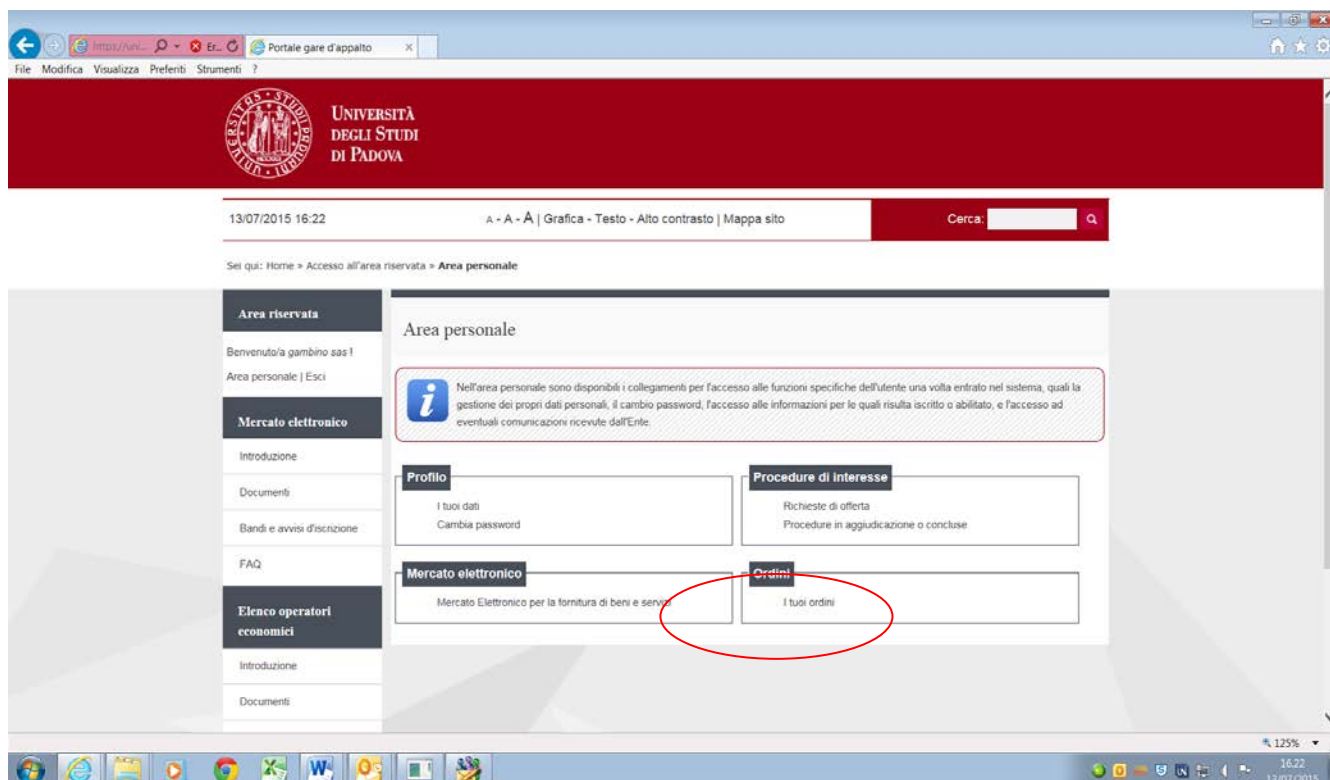 https://uni...
Er...
Portale gare d'appalto
File Modifica Visualizza Preferiti Strumenti ?
UNIVERSITÀ
DEGLI STUDI
DI PADOVA
13/07/2015 16:22
A - A - A | Grafica - Testo - Alto contrasto | Mappa sito
Cerca:
Sei qui: Home » Accesso all'area riservata » Area personale
Area riservata
Benvenuto/a gambino sas !
Area personale | Esci
Mercato elettronico
Introduzione
Documenti
Bandi e avvisi d'iscrizione
FAQ
Elenco operatori
economici
Introduzione
Documenti
Area personale
Nell'area personale sono disponibili i collegamenti per l'accesso alle funzioni specifiche dell'utente una volta entrato nel sistema, quali la
gestione dei propri dati personali, il cambio password, l'accesso alle informazioni per le quali risulta iscritto o abilitato, e l'accesso ad
eventuali comunicazioni ricevute dall'Ente.
Profilo
I tuoi dati
Cambia password
Procedure di interesse
Richieste di offerta
Procedure in aggiudicazione o concluse
Mercato elettronico
Mercato Elettronico per la fornitura di beni e servizi
Ordini
I tuoi ordini
125%
16.22